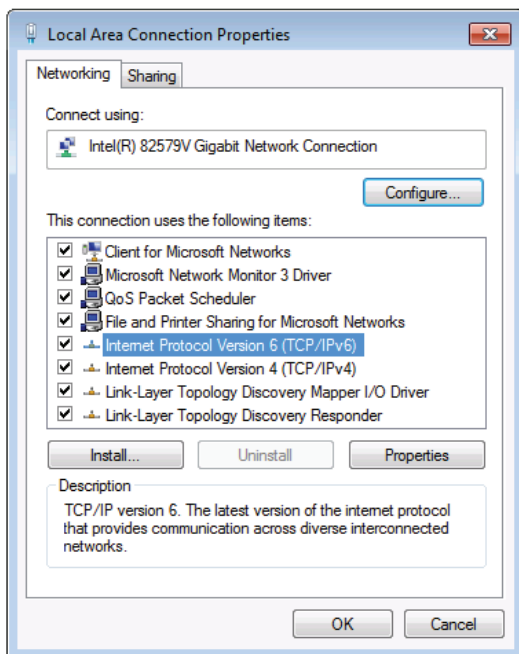 Local Area Connection Properties
Networking
Sharing
Connect using:
Intel(R) 82579V Gigabit Network Connection
Configure...
This connection uses the following items:
Client for Microsoft Networks
Microsoft Network Monitor 3 Driver
QoS Packet Scheduler
File and Printer Sharing for Microsoft Networks
Internet Protocol Version 6 (TCP/IPv6)
Internet Protocol Version 4 (TCP/IPv4)
Link-Layer Topology Discovery Mapper I/O Driver
Link-Layer Topology Discovery Responder
Install...
Uninstall
Properties
Description
TCP/IP version 6. The latest version of the internet protocol
that provides communication across diverse interconnected
networks.
OK
Cancel